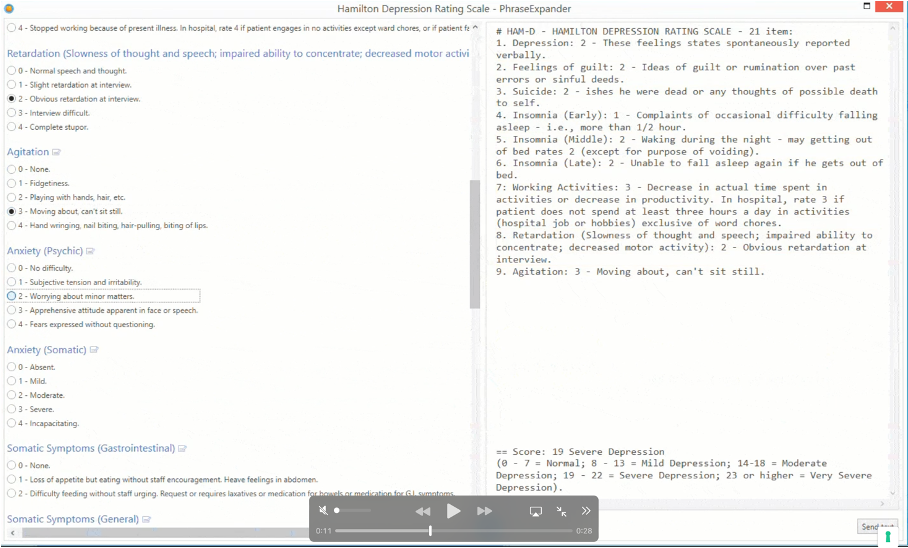 Hamilton Depression Rating Scale - PhraseExpander
4 - Stopped working because of present illness. In hospital, rate 4 if patient engages in no activities except ward chores, or if patient fa
Retardation (Slowness of thought and speech; impaired ability to concentrate; decreased motor activi
0 - Normal speech and thought.
1 - Slight retardation at interview.
2 - Obvious retardation at interview.
3 - Interview difficult.
4 - Complete stupor.
Agitation
0 - None.
1 - Fidgetiness.
2 - Playing with hands, hair, etc.
3 - Moving about, can't sit still.
4 - Hand wringing, nail biting, hair-pulling, biting of lips.
Anxiety (Psychic)
0 - No difficulty.
1 - Subjective tension and irritability.
2 - Worrying about minor matters.
3 - Apprehensive attitude apparent in face or speech.
4 - Fears expressed without questioning.
Anxiety (Somatic)
0 - Absent.
1 - Mild.
2 - Moderate.
3 - Severe.
4 - Incapacitating.
Somatic Symptoms (Gastrointestinal)
0 - None.
1 - Loss of appetite but eating without staff encouragement. Heave feelings in abdomen.
2 - Difficulty feeding without staff urging. Request or requires laxatives or medication for bowels or medication for G.I. symptoms.
Somatic Symptoms (General)
# HAM-D - HAMILTON DEPRESSION RATING SCALE - 21 item:
1. Depression: 2 - These feelings states spontaneously reported
verbally.
2. Feelings of guilt: 2 - Ideas of guilt or rumination over past
errors or sinful deeds.
3. Suicide: 2 - ishes he were dead or any thoughts of possible death
to self.
4. Insomnia (Early): 1 - Complaints of occasional difficulty falling
asleep - i.e., more than 1/2 hour.
5. Insomnia (Middle): 2 - Waking during the night - may getting out
of bed rates 2 (except for purpose of voiding).
6. Insomnia (Late): 2 - Unable to fall asleep again if he gets out of
bed.
7: Working Activities: 3 - Decrease in actual time spent in
activities or decrease in productivity. In hospital, rate 3 if
patient does not spend at least three hours a day in activities
(hospital job or hobbies) exclusive of word chores.
8. Retardation (Slowness of thought and speech; impaired ability to
concentrate; decreased motor activity): 2 - Obvious retardation at
interview.
9. Agitation: 3 - Moving about, can't sit still.
== Score: 19 Severe Depression
(0 - 7 = Normal; 8 - 13 = Mild Depression; 14-18 = Moderate
Depression; 19 - 22 = Severe Depression; 23 or higher = Very Severe
Depression).
0:11
0:28
Send